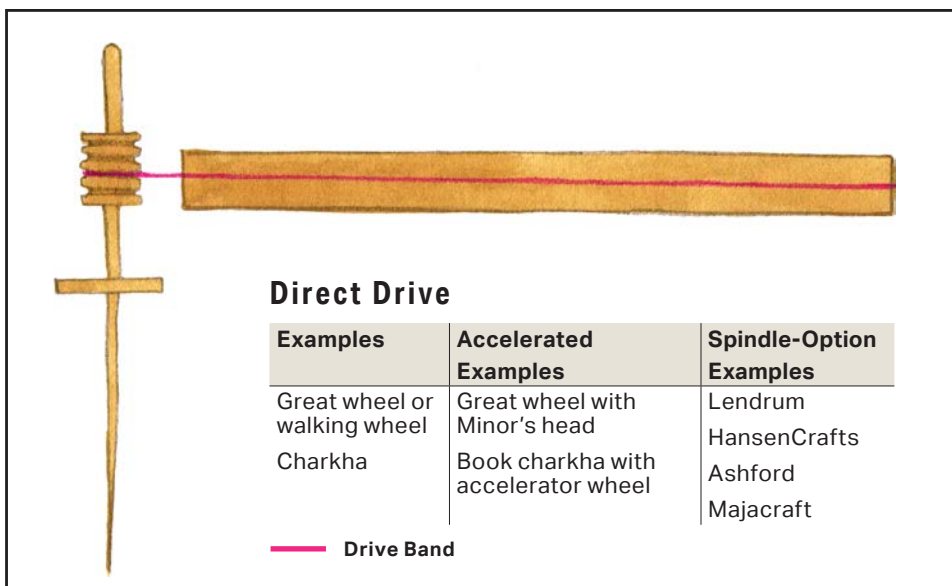 Direct Drive
Examples
Accelerated
Examples
Spindle-Option
Examples
Great wheel or
walking wheel
Charkha
Great wheel with
Minor's head
Book charkha with
accelerator wheel
Lendrum
HansenCrafts
Ashford
Majacraft
Drive Band